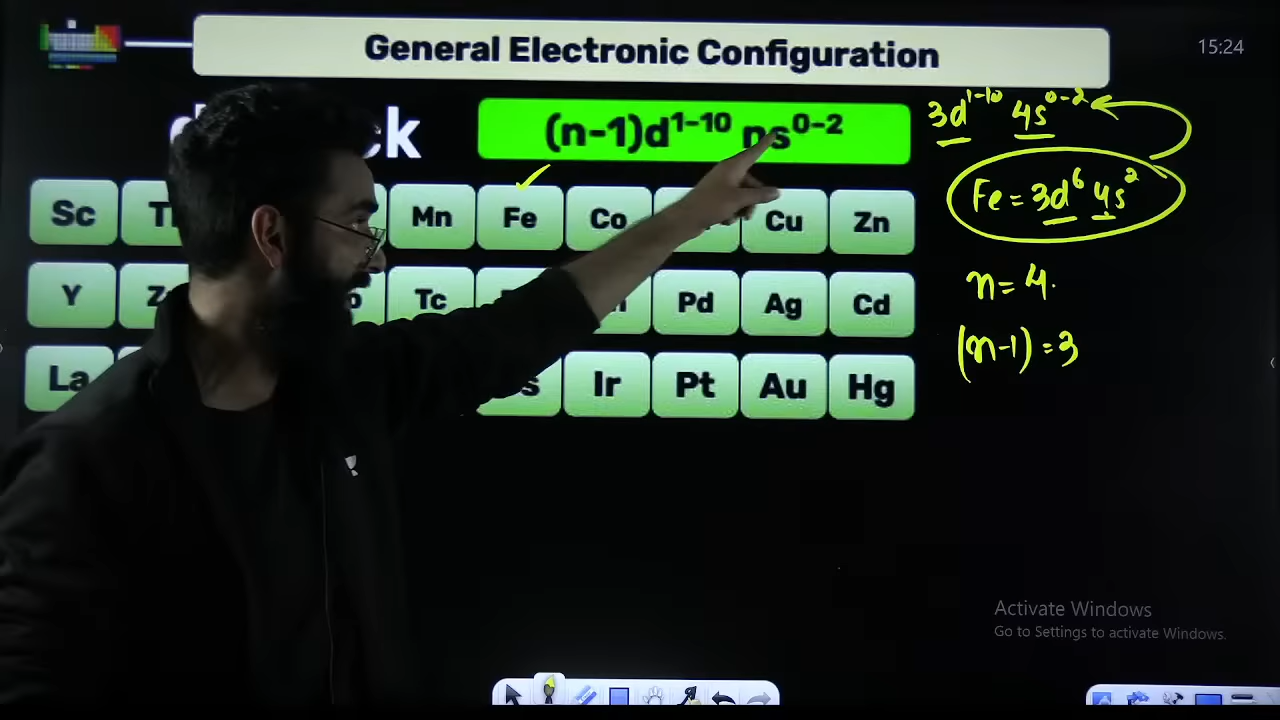 General Electronic Configuration
15:24
(n-1)d¹⁻¹⁰ ns⁰⁻²
3d¹⁻¹⁰ 4s⁰⁻²
Fe = 3d⁶ 4s²
Sc Mn Fe Co Cu Zn
n = 4
Y Tc Pd Ag Cd
(n-1) = 3
La Ir Pt Au Hg
Activate Windows
Go to Settings to activate Windows.